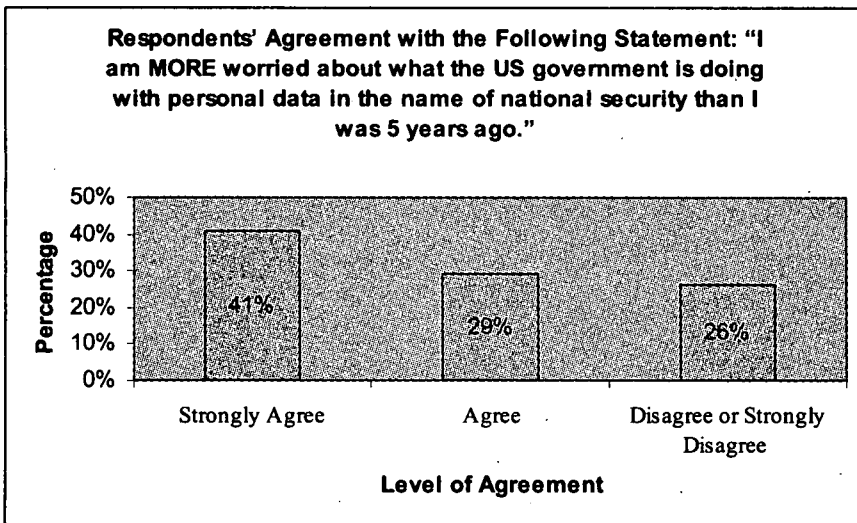 Respondents' Agreement with the Following Statement: "I
am MORE worried about what the US government is doing
with personal data in the name of national security than I
was 5 years ago."
50%
40%
30%
20%
10%
0%
Percentage
41%
29%
26%
Strongly Agree
Agree
Disagree or Strongly
Disagree
Level of Agreement